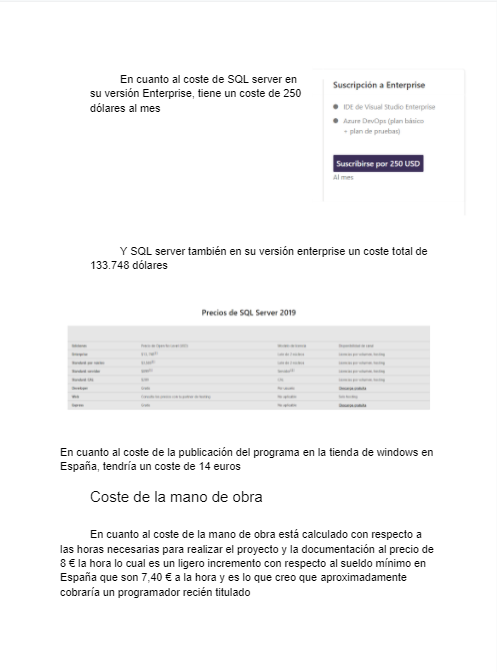 En cuanto al coste de SQL server en
su versión Enterprise, tiene un coste de 250
dólares al mes
Suscripción a Enterprise
IDE de Visual Studio Enterprise
Azure DevOps (plan básico
+ plan de pruebas)
Suscribirse por 250 USD
Al mes
Y SQL server también en su versión enterprise un coste total de
133.748 dólares
Precios de SQL Server 2019
Enterprise
Developer
Web
Express
En cuanto al coste de la publicación del programa en la tienda de windows en
España, tendría un coste de 14 euros
Coste de la mano de obra
En cuanto al coste de la mano de obra está calculado con respecto a
las horas necesarias para realizar el proyecto y la documentación al precio de
8 € la hora lo cual es un ligero incremento con respecto al sueldo mínimo en
España que son 7,40 € a la hora y es lo que creo que aproximadamente
cobraría un programador recién titulado